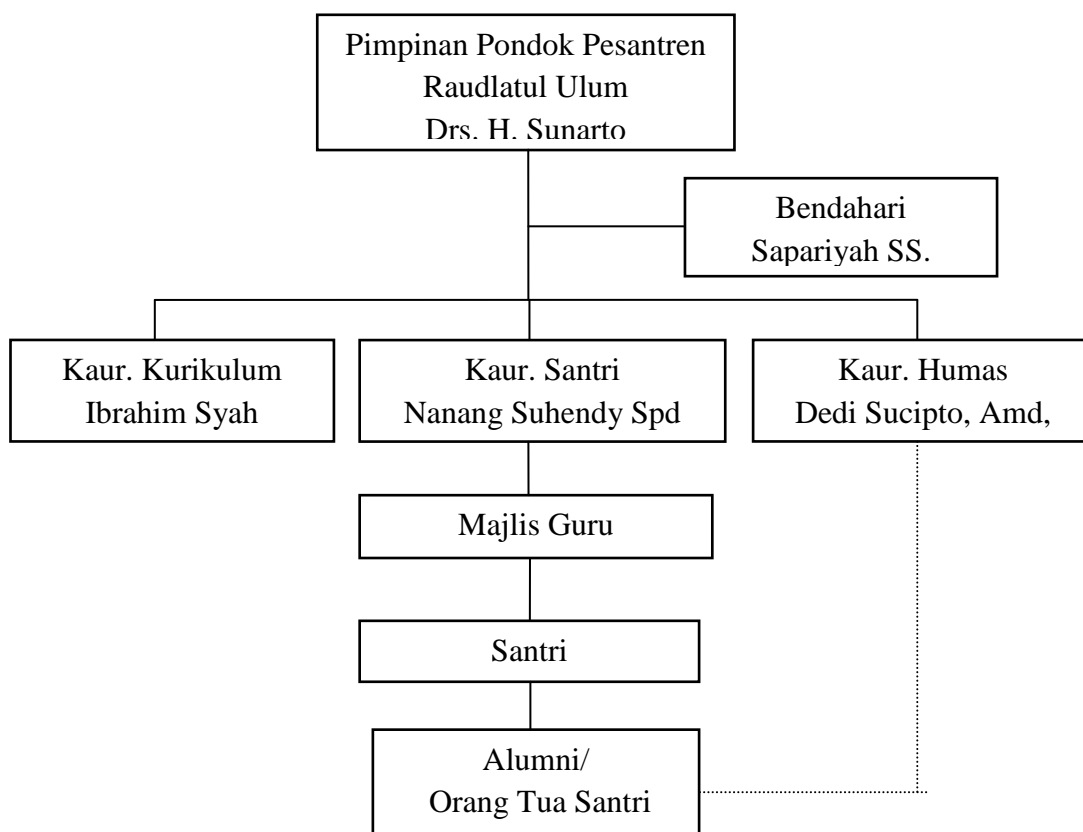 Pimpinan Pondok Pesantren
Raudlatul Ulum
Drs. H. Sunarto
Bendahari
Sapariyah SS.
Kaur. Kurikulum
Ibrahim Syah
Kaur. Santri
Nanang Suhendy Spd
Kaur. Humas
Dedi Sucipto, Amd,
Majlis Guru
Santri
Alumni/
Orang Tua Santri